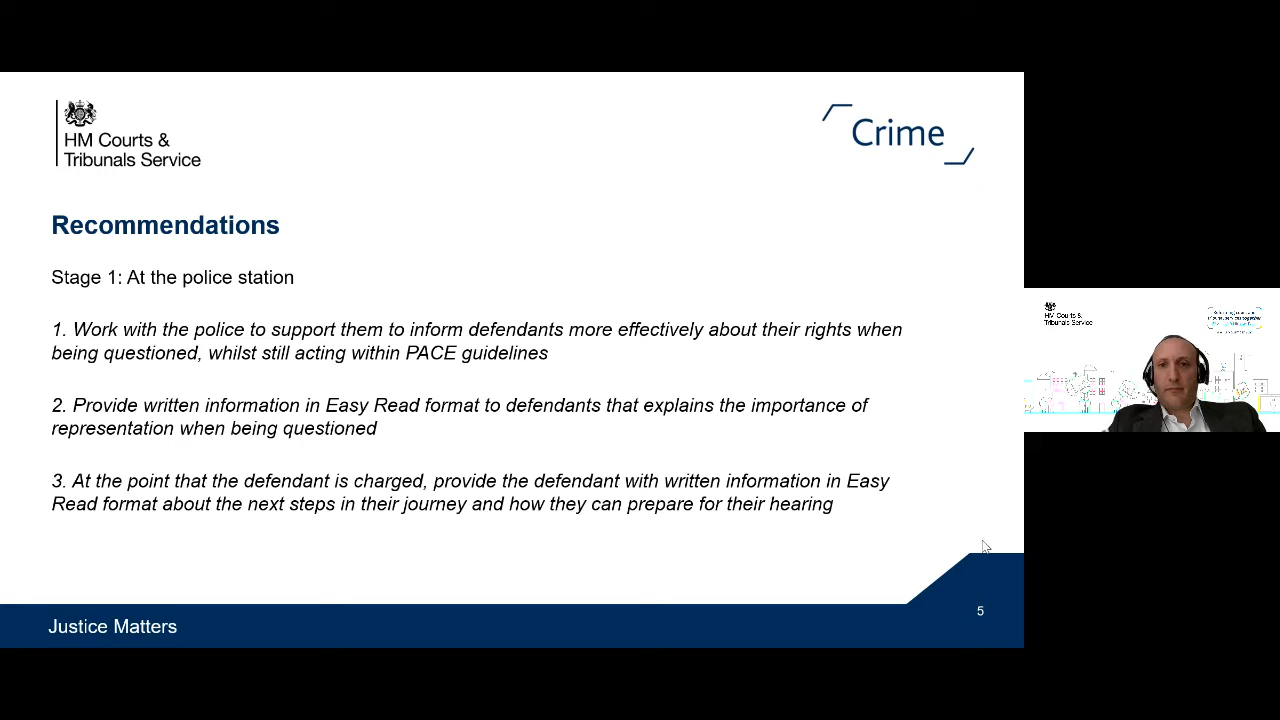 HM Courts &
Tribunals Service
Crime
Recommendations
Stage 1: At the police station
1. Work with the police to support them to inform defendants more effectively about their rights when
being questioned, whilst still acting within PACE guidelines
2. Provide written information in Easy Read format to defendants that explains the importance of
representation when being questioned
3. At the point that the defendant is charged, provide the defendant with written information in Easy
Read format about the next steps in their journey and how they can prepare for their hearing
5
Justice Matters
HM Courts &
Tribunals Service